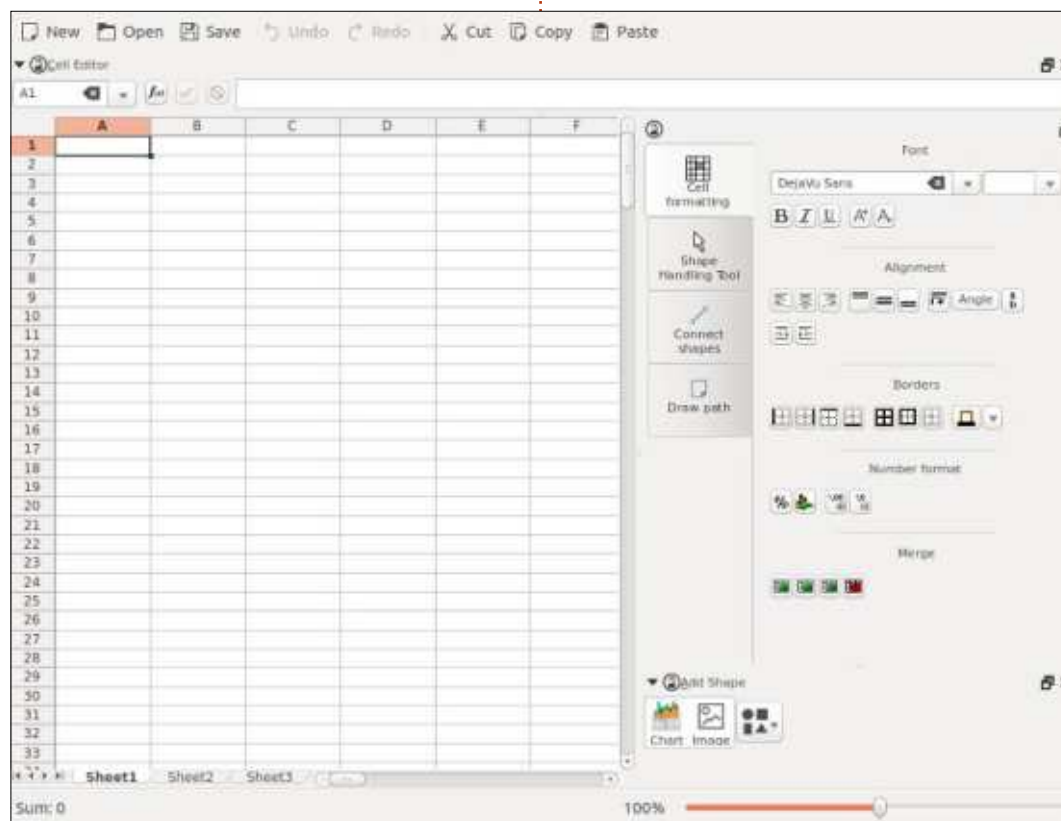 New Open Save Undo Redo Cut Copy Paste
Cell Editor
A1
A B C D E F
1
2
3
4
5
6
7
8
9
10
11
12
13
14
15
16
17
18
19
20
21
22
23
24
25
26
27
28
29
30
31
32
33
Cell
formatting
Shape
Handling Tool
Connect
shapes
Draw path
Font
DejaVu Sans
B I U A A
Alignment
Angle
Borders
Number format
%
Merge
Add Shape
Chart Image
Sheet1 Sheet2 Sheet3
Sum: 0
100%